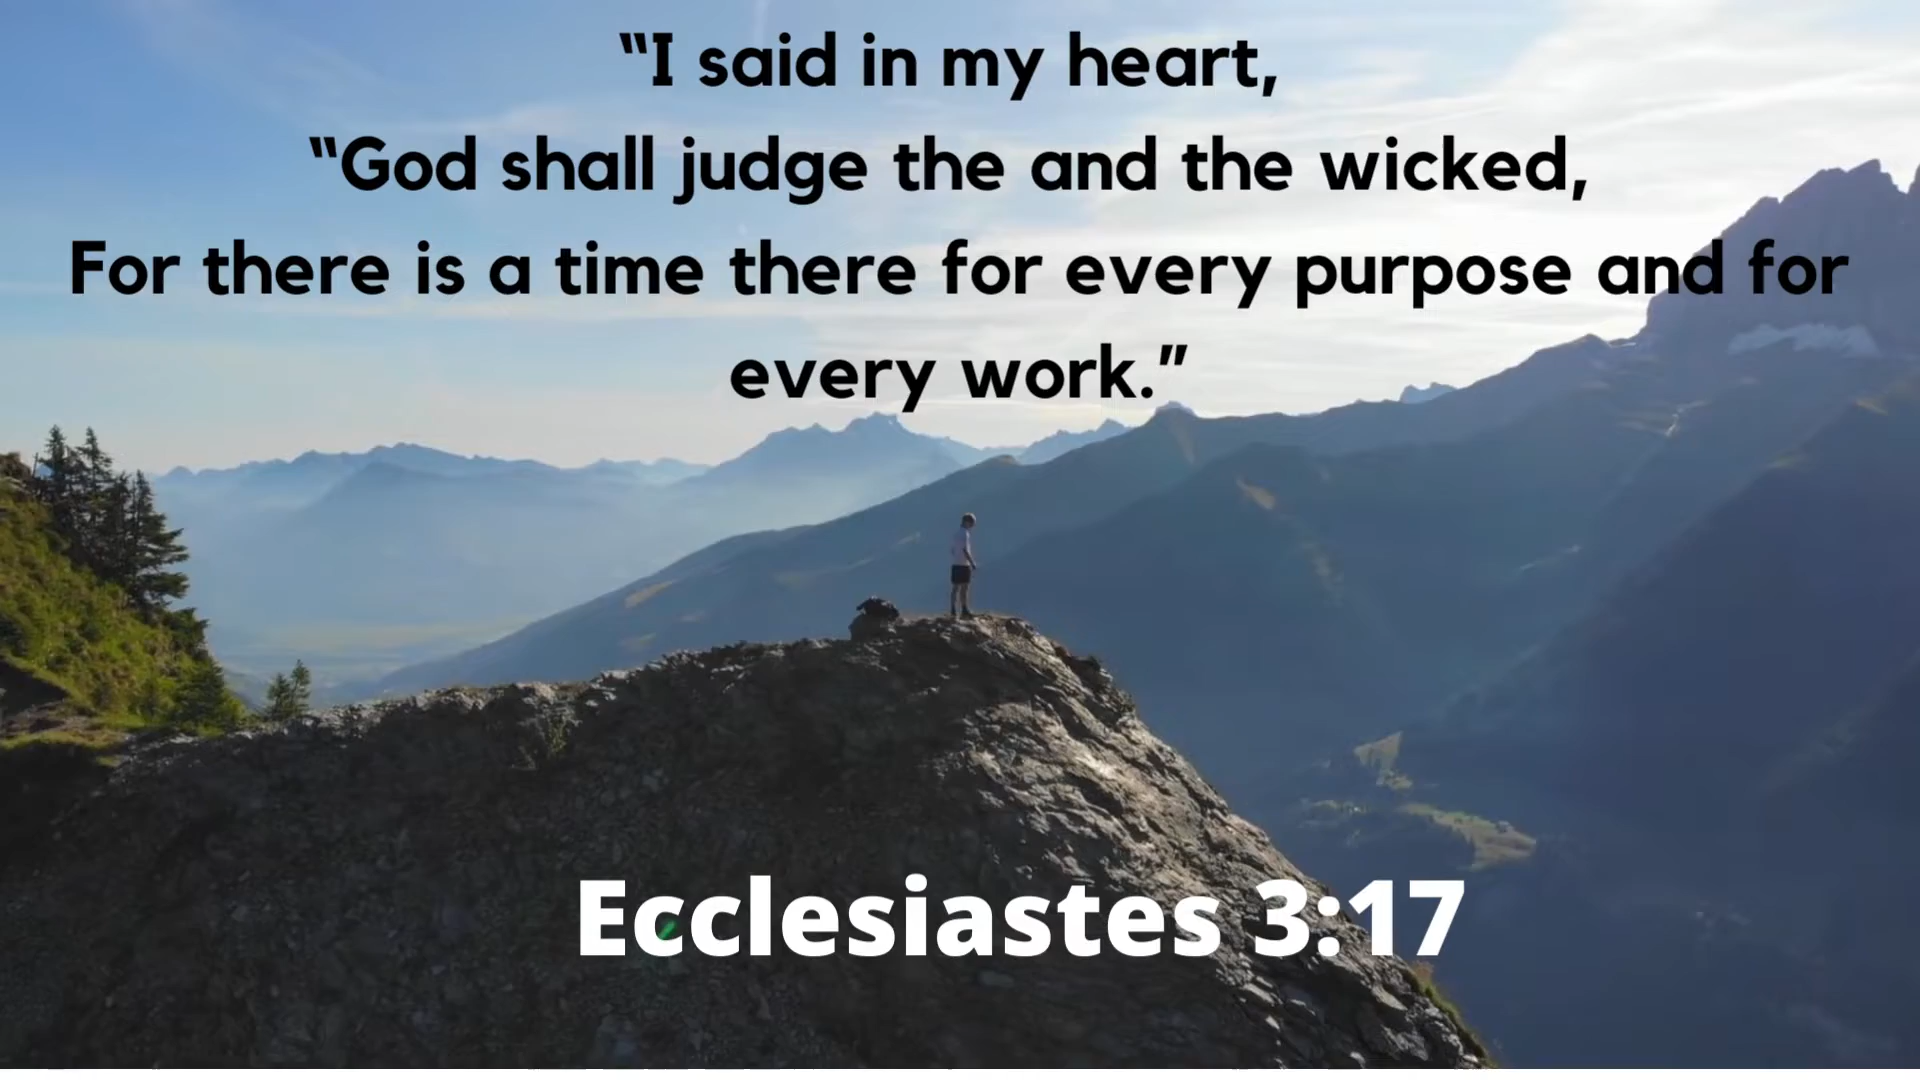 “I said in my heart,
“God shall judge the and the wicked,
For there is a time there for every purpose and for
every work.”
Ecclesiastes 3:17